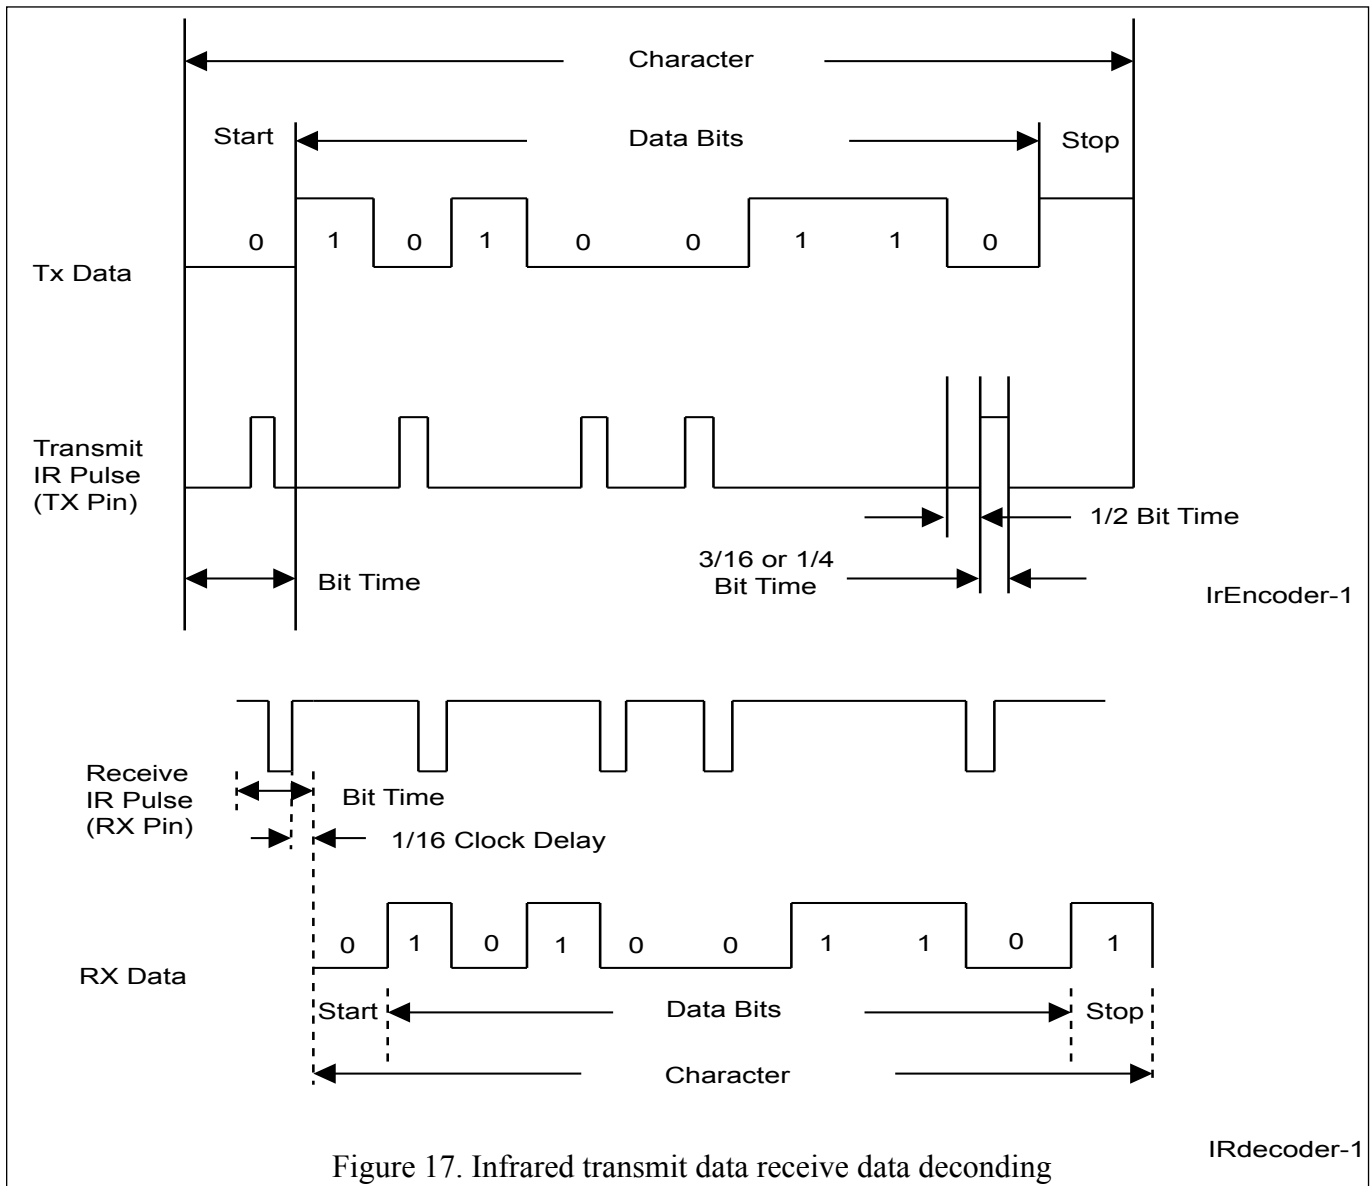 Character
Start Data Bits Stop
0 1 0 1 0 0 1 1 0
Tx Data
Transmit
IR Pulse
(TX Pin)
1/2 Bit Time
3/16 or 1/4
Bit Time
Bit Time
IrEncoder-1
Receive
IR Pulse
(RX Pin)
Bit Time
1/16 Clock Delay
0 1 0 1 0 0 1 1 0 1
RX Data
Start Data Bits Stop
Character
IRdecoder-1
Figure 17. Infrared transmit data receive data deconding